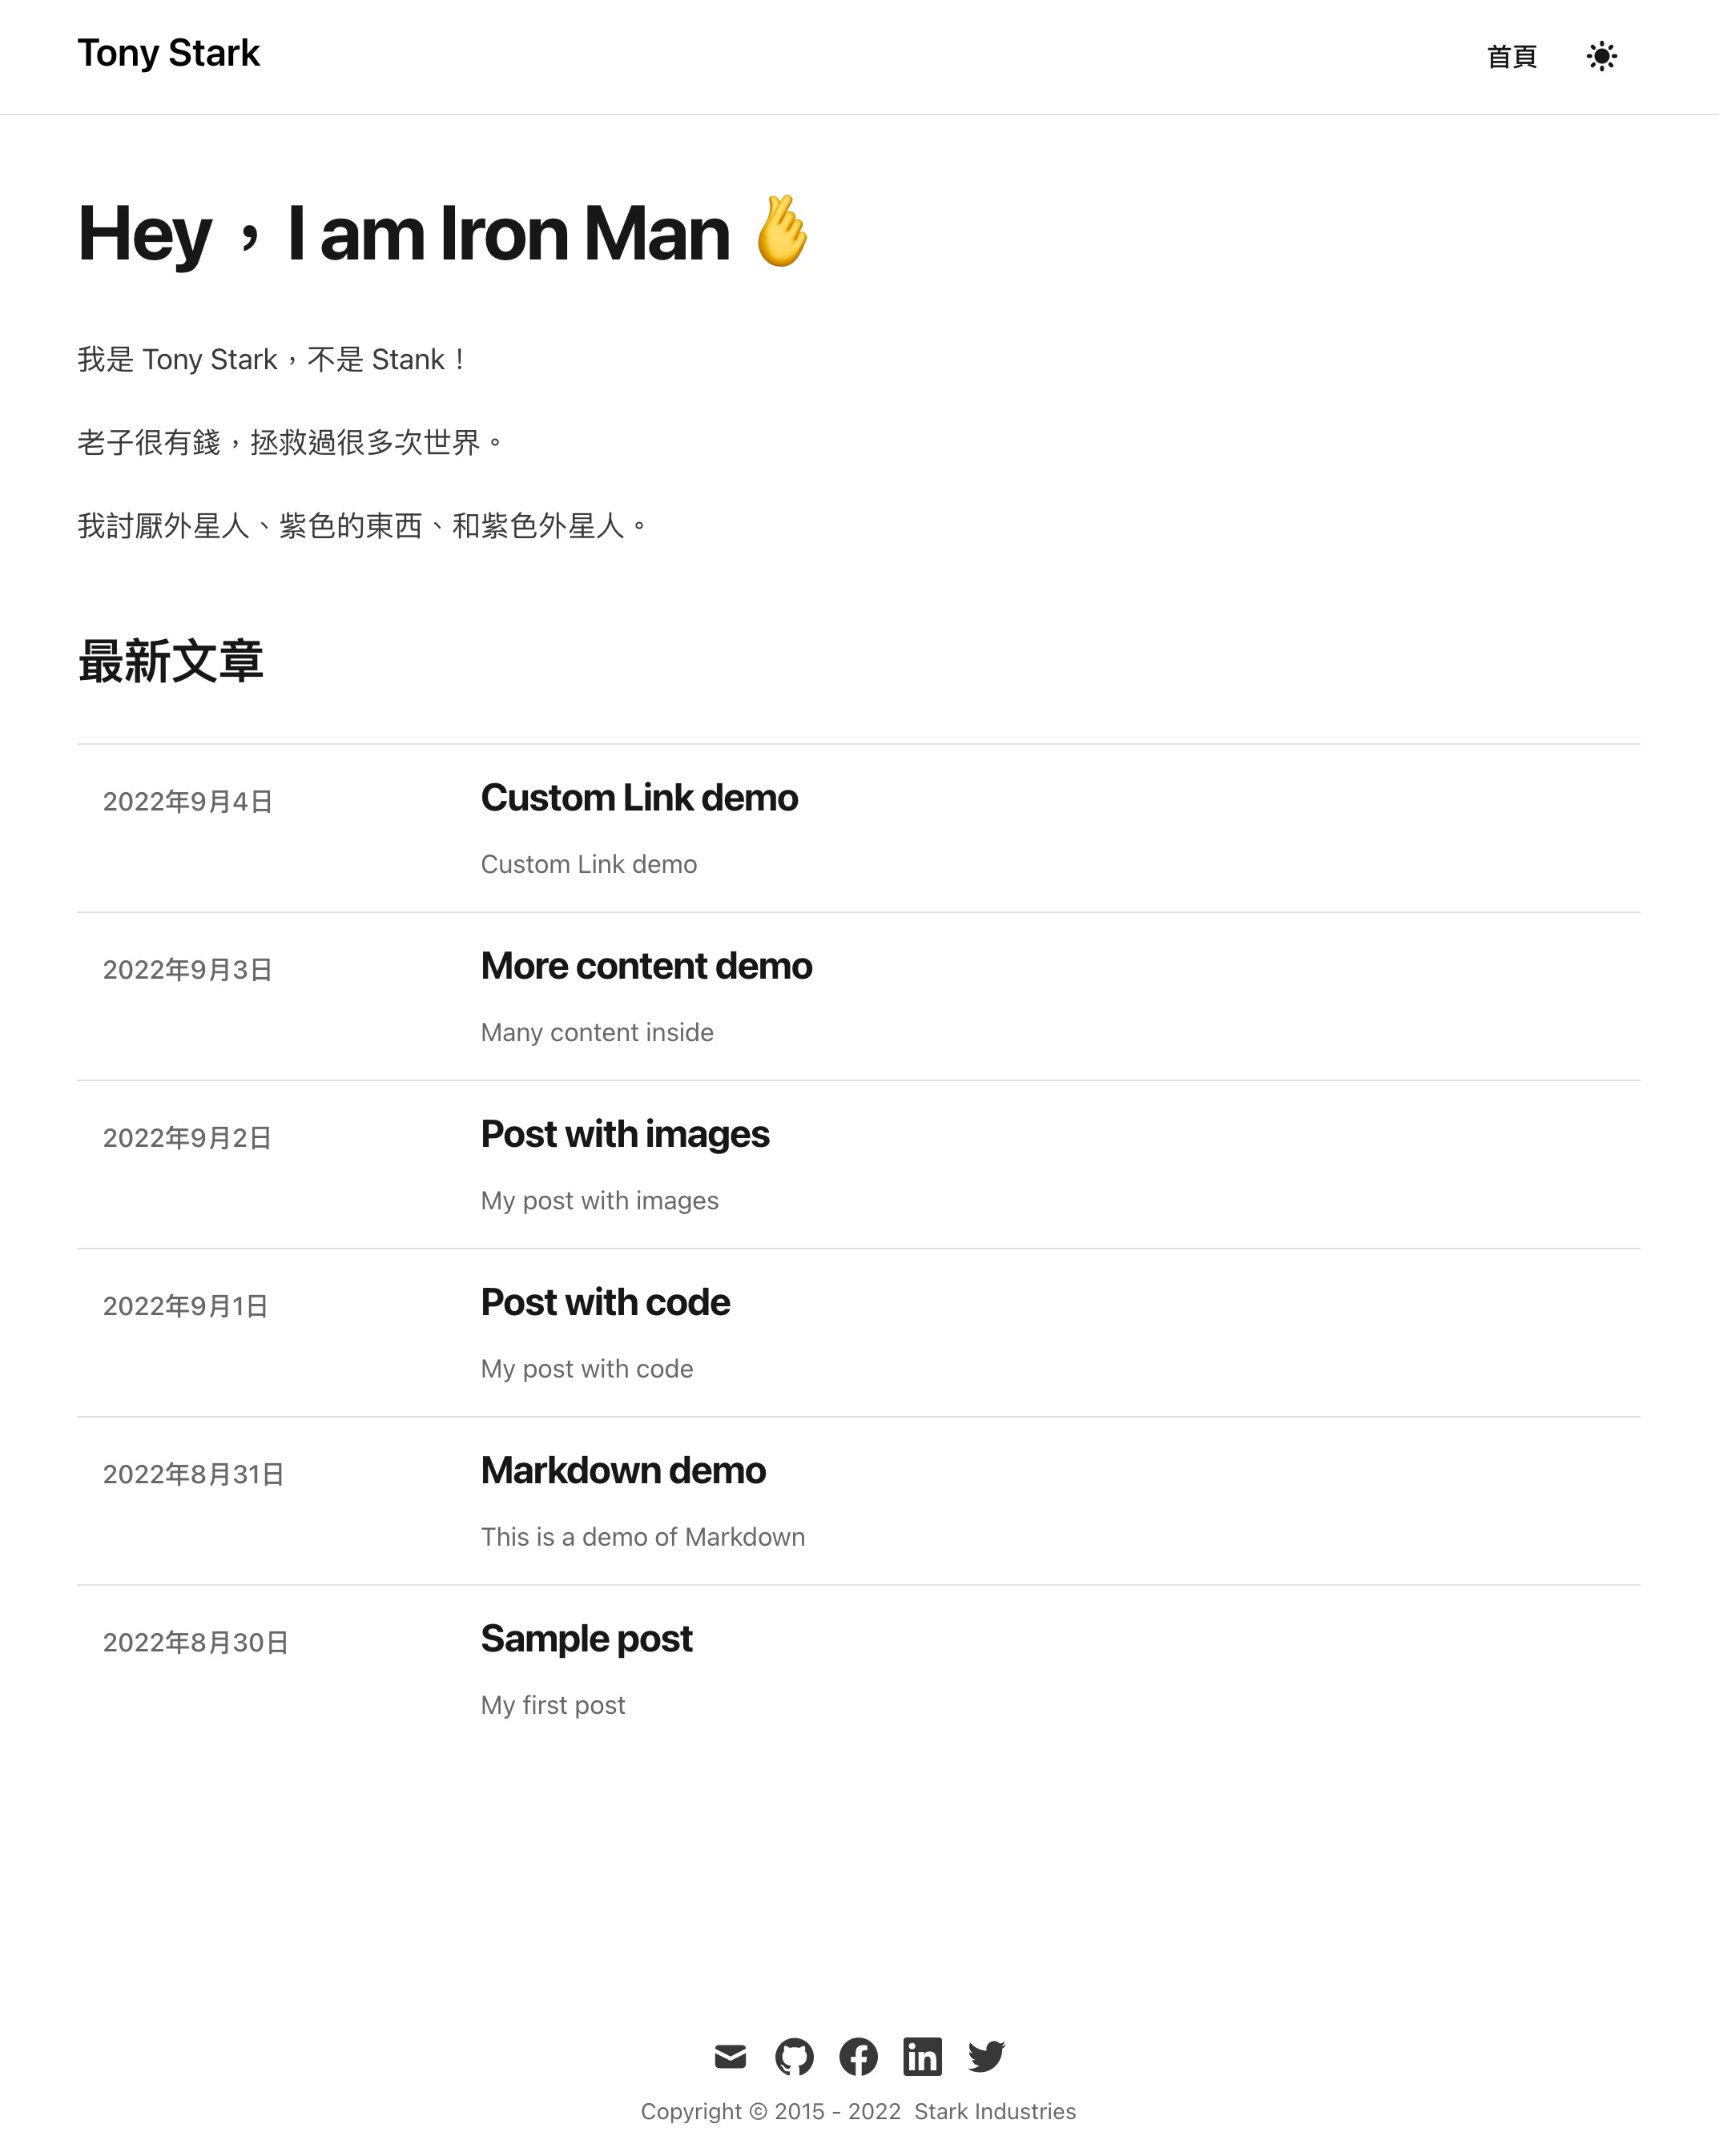 Tony Stark
首頁
Hey，I am Iron Man 🫰
我是 Tony Stark，不是 Stank！
老子很有錢，拯救過很多次世界。
我討厭外星人、紫色的東西、和紫色外星人。
最新文章
2022年9月4日
Custom Link demo
Custom Link demo
2022年9月3日
More content demo
Many content inside
2022年9月2日
Post with images
My post with images
2022年9月1日
Post with code
My post with code
2022年8月31日
Markdown demo
This is a demo of Markdown
2022年8月30日
Sample post
My first post
Copyright © 2015 - 2022 Stark Industries